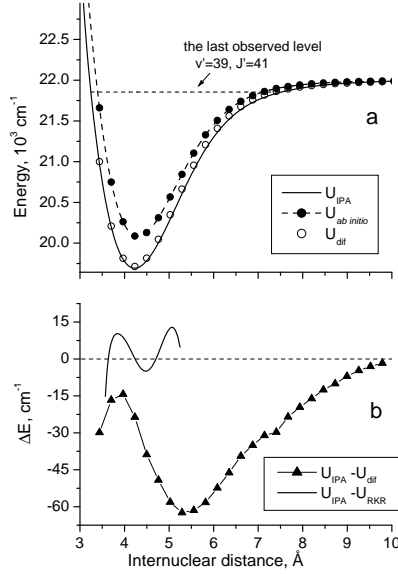 the last observed level
v'=39, J'=41
a
Energy, 10³ cm⁻¹
22.0
21.5
21.0
20.5
20.0
U_IPA
U_ab initio
U_dif
b
ΔE, cm⁻¹
15
0
-15
-30
-45
-60
U_IPA -U_dif
U_IPA -U_RKR
3 4 5 6 7 8 9 10
Internuclear distance, Å